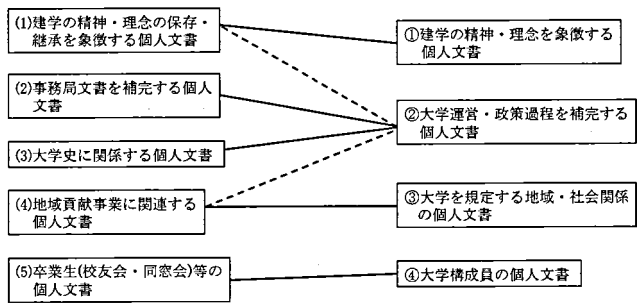 (1)建学の精神・理念の保存・
継承を象徴する個人文書
(2)事務局文書を補完する個人
文書
(3)大学史に関係する個人文書
(4)地域貢献事業に関連する
個人文書
(5)卒業生(校友会・同窓会)等の
個人文書
①建学の精神・理念を象徴する
個人文書
②大学運営・政策過程を補完する
個人文書
③大学を規定する地域・社会関係
の個人文書
④大学構成員の個人文書